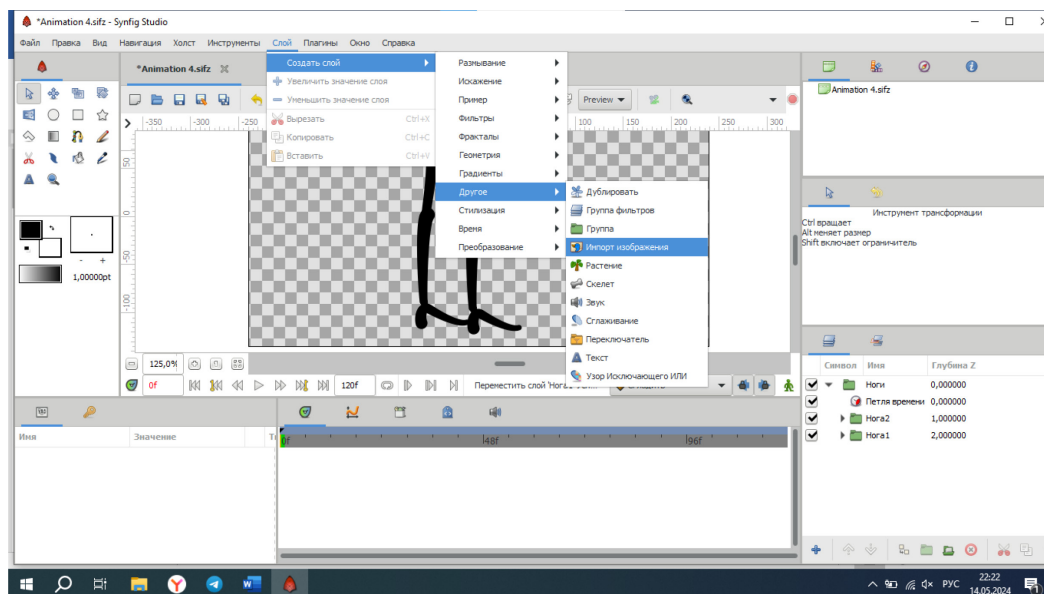 *Animation 4.sifz - Synfig Studio
Файл Правка Вид Навигация Холст Инструменты Слой Плагины Окно Справка
*Animation 4.sifz
Создать слой
Увеличить значение слоя
Уменьшить значение слоя
Вырезать Ctrl+X
Копировать Ctrl+C
Вставить Ctrl+V
Размывание
Искажение
Пример
Фильтры
Фракталы
Геометрия
Градиенты
Другое
Стилизация
Время
Преобразование
Дублировать
Группа фильтров
Группа
Импорт изображения
Растение
Скелет
Звук
Сглаживание
Переключатель
Текст
Узор Исключающего ИЛИ
Preview
-350 -300 -250 100 150 200 250 300
50
0
-50
-100
1,00000pt
Animation 4.sifz
Инструмент трансформации
Ctrl вращает
Alt меняет размер
Shift включает ограничитель
125,0%
0f 120f Переместить слой 'Нога
Символ Имя Глубина Z
Ноги 0,000000
Петля времени 0,000000
Нога2 1,000000
Нога1 2,000000
Имя Значение
0f 48f 96f
РУС
22:22
14.05.2024
1